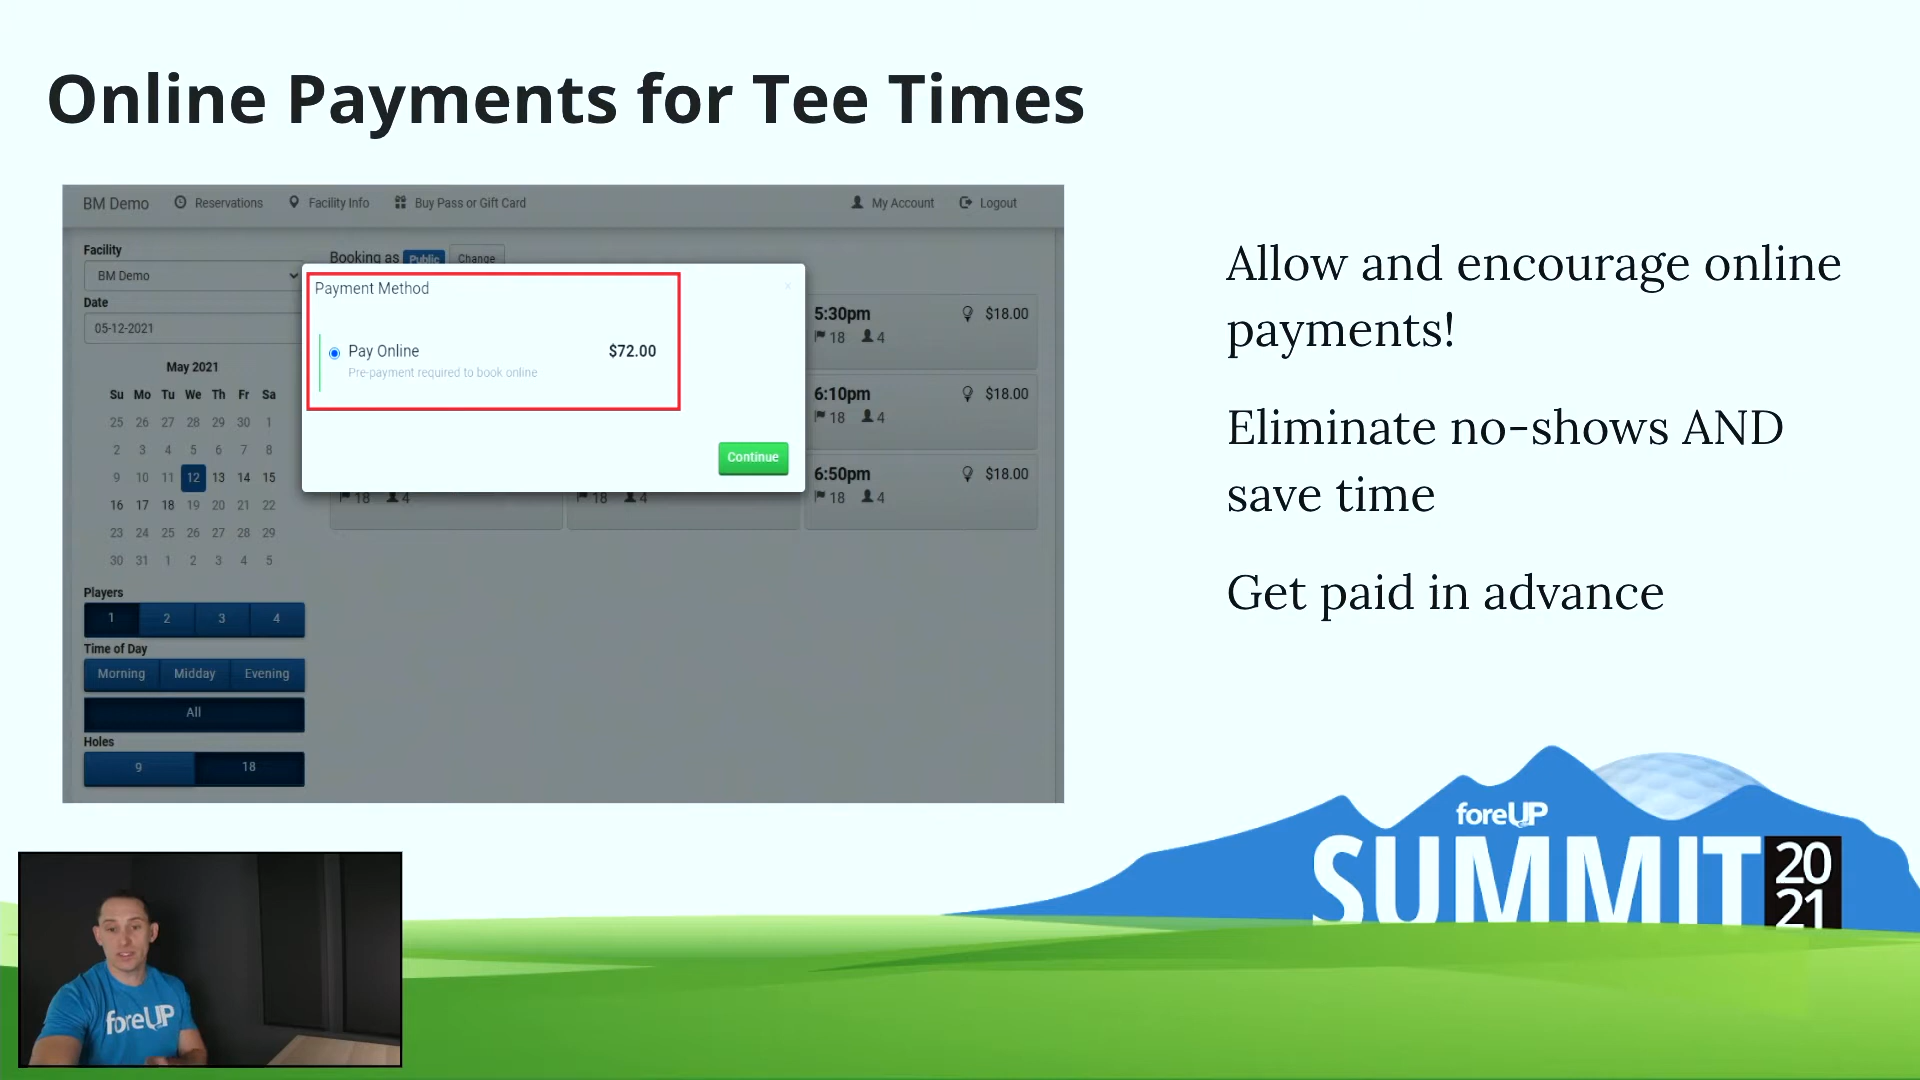 Online Payments for Tee Times
BM Demo Reservations Facility Info Buy Pass or Gift Card My Account Logout
Facility
BM Demo
Date
05-12-2021
May 2021
Su Mo Tu We Th Fr Sa
25 26 27 28 29 30 1
2 3 4 5 6 7 8
9 10 11 12 13 14 15
16 17 18 19 20 21 22
23 24 25 26 27 28 29
30 31 1 2 3 4 5
Players
1 2 3 4
Time of Day
Morning Midday Evening
All
Holes
9 18
Booking as Public Change
Payment Method
×
Pay Online $72.00
Pre-payment required to book online
Continue
5:30pm $18.00
18 4
6:10pm $18.00
18 4
6:50pm $18.00
18 4 18 4 18 4
Allow and encourage online
payments!
Eliminate no-shows AND
save time
Get paid in advance
foreUP
SUMMIT 20
21
foreUP